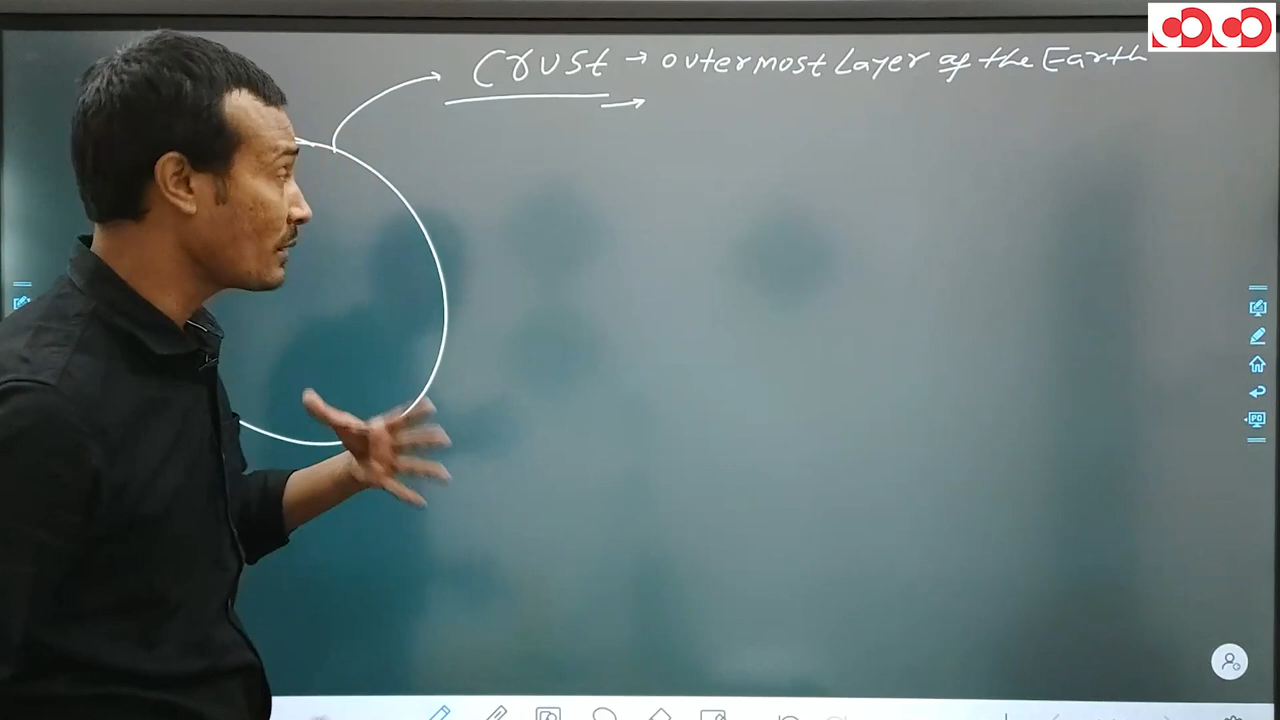 Crust → outermost Layer of the Earth